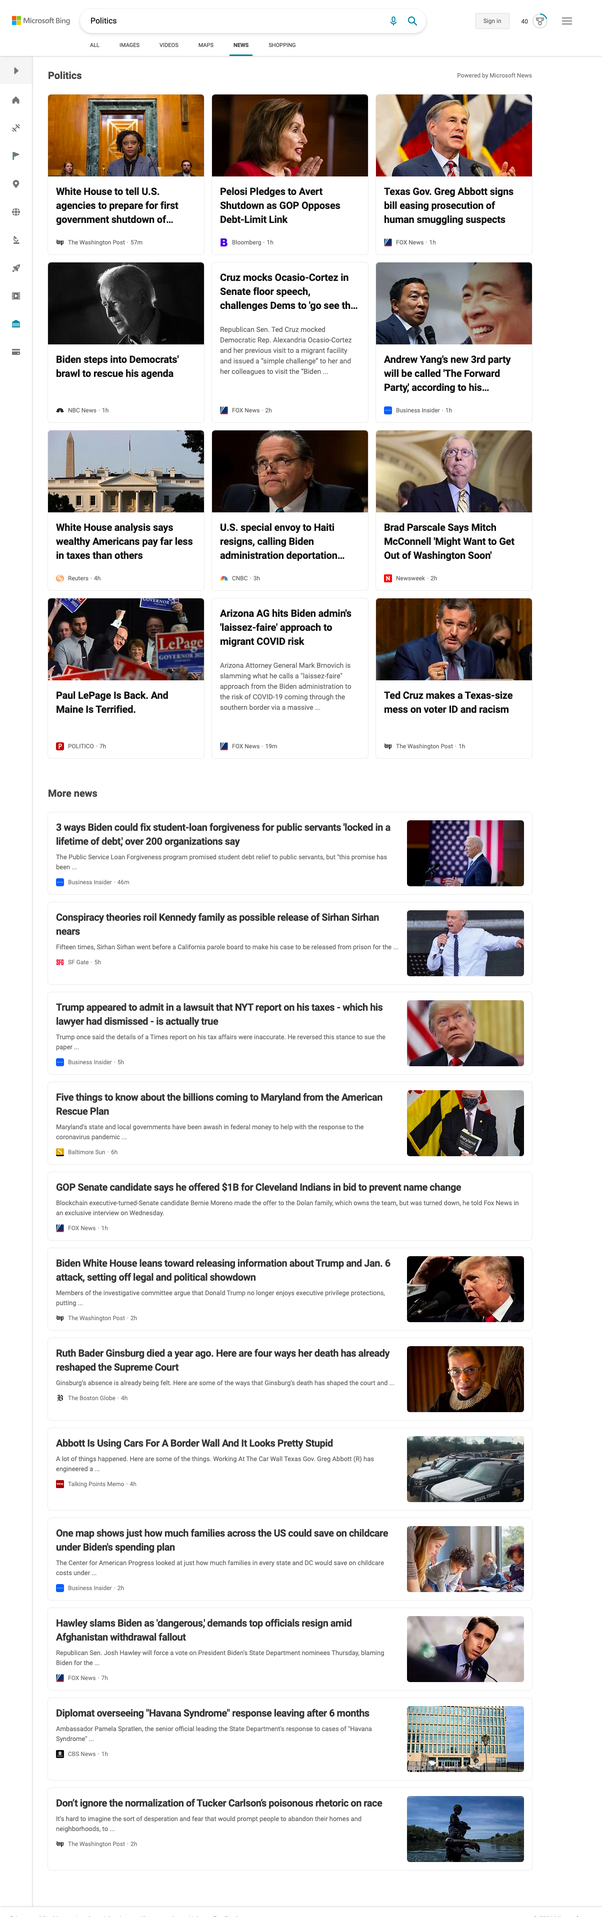 Microsoft Bing
Politics
Sign in
40
ALL IMAGES VIDEOS MAPS NEWS SHOPPING
Politics
Powered by Microsoft News
White House to tell U.S.
agencies to prepare for first
government shutdown of...
The Washington Post · 57m
Pelosi Pledges to Avert
Shutdown as GOP Opposes
Debt-Limit Link
Bloomberg · 1h
Texas Gov. Greg Abbott signs
bill easing prosecution of
human smuggling suspects
FOX News · 1h
Biden steps into Democrats'
brawl to rescue his agenda
NBC News · 1h
Cruz mocks Ocasio-Cortez in
Senate floor speech,
challenges Dems to 'go see th...
Republican Sen. Ted Cruz mocked
Democratic Rep. Alexandria Ocasio-Cortez
and her previous visit to a migrant facility
and issued a "simple challenge" to her and
her colleagues to visit the "Biden ...
FOX News · 2h
Andrew Yang's new 3rd party
will be called 'The Forward
Party,' according to his...
Business Insider · 1h
White House analysis says
wealthy Americans pay far less
in taxes than others
Reuters · 4h
U.S. special envoy to Haiti
resigns, calling Biden
administration deportation...
CNBC · 3h
Brad Parscale Says Mitch
McConnell 'Might Want to Get
Out of Washington Soon'
Newsweek · 2h
LePage
Paul LePage Is Back. And
Maine Is Terrified.
POLITICO · 7h
Arizona AG hits Biden admin's
'laissez-faire' approach to
migrant COVID risk
Arizona Attorney General Mark Brnovich is
slamming what he calls a "laissez-faire"
approach from the Biden administration to
the risk of COVID-19 coming through the
southern border via a massive ...
FOX News · 19m
Ted Cruz makes a Texas-size
mess on voter ID and racism
The Washington Post · 1h
More news
3 ways Biden could fix student-loan forgiveness for public servants 'locked in a
lifetime of debt,' over 200 organizations say
The Public Service Loan Forgiveness program promised student debt relief to public servants, but "this promise has
been ...
Business Insider · 46m
Conspiracy theories roil Kennedy family as possible release of Sirhan Sirhan
nears
Fifteen times, Sirhan Sirhan went before a California parole board to make his case to be released from prison for the ...
SF Gate · 5h
Trump appeared to admit in a lawsuit that NYT report on his taxes - which his
lawyer had dismissed - is actually true
Trump once said the details of a Times report on his tax affairs were inaccurate. He reversed this stance to sue the
paper ...
Business Insider · 5h
Five things to know about the billions coming to Maryland from the American
Rescue Plan
Maryland's state and local governments have been awash in federal money to help with the response to the
coronavirus pandemic ...
Baltimore Sun · 6h
GOP Senate candidate says he offered $1B for Cleveland Indians in bid to prevent name change
Blockchain executive-turned-Senate candidate Bernie Moreno made the offer to the Dolan family, which owns the team, but was turned down, he told Fox News in
an exclusive interview on Wednesday.
FOX News · 1h
Biden White House leans toward releasing information about Trump and Jan. 6
attack, setting off legal and political showdown
Members of the investigative committee argue that Donald Trump no longer enjoys executive privilege protections,
putting ...
The Washington Post · 2h
Ruth Bader Ginsburg died a year ago. Here are four ways her death has already
reshaped the Supreme Court
Ginsburg's absence is already being felt. Here are some of the ways that Ginsburg's death has shaped the court and ...
The Boston Globe · 4h
Abbott Is Using Cars For A Border Wall And It Looks Pretty Stupid
A lot of things happened. Here are some of the things. Working At The Car Wall Texas Gov. Greg Abbott (R) has
engineered a ...
Talking Points Memo · 4h
One map shows just how much families across the US could save on childcare
under Biden's spending plan
The Center for American Progress looked at just how much families in every state and DC would save on childcare
costs under ...
Business Insider · 2h
Hawley slams Biden as 'dangerous,' demands top officials resign amid
Afghanistan withdrawal fallout
Republican Sen. Josh Hawley will force a vote on President Biden's State Department nominees Thursday, blaming
Biden for the ...
FOX News · 7h
Diplomat overseeing "Havana Syndrome" response leaving after 6 months
Ambassador Pamela Spratlen, the senior official leading the State Department's response to cases of "Havana
Syndrome" ...
CBS News · 1h
Don't ignore the normalization of Tucker Carlson's poisonous rhetoric on race
It's hard to imagine the sort of desperation and fear that would prompt people to abandon their homes and
neighborhoods, to ...
The Washington Post · 2h